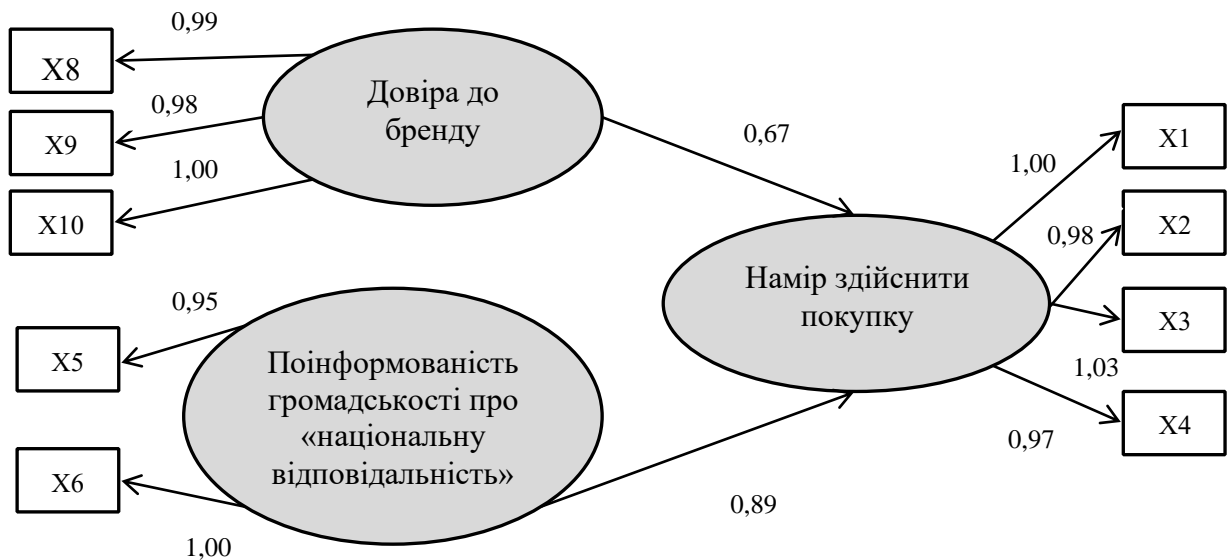 0,99
X8
0,98
X9
1,00
X10
Довіра до
бренду
0,67
1,00
X1
0,98
X2
Намір здійснити
покупку
X3
1,03
X4
0,97
0,95
X5
Поінформованість
громадськості про
«національну
відповідальність»
X6
1,00
0,89